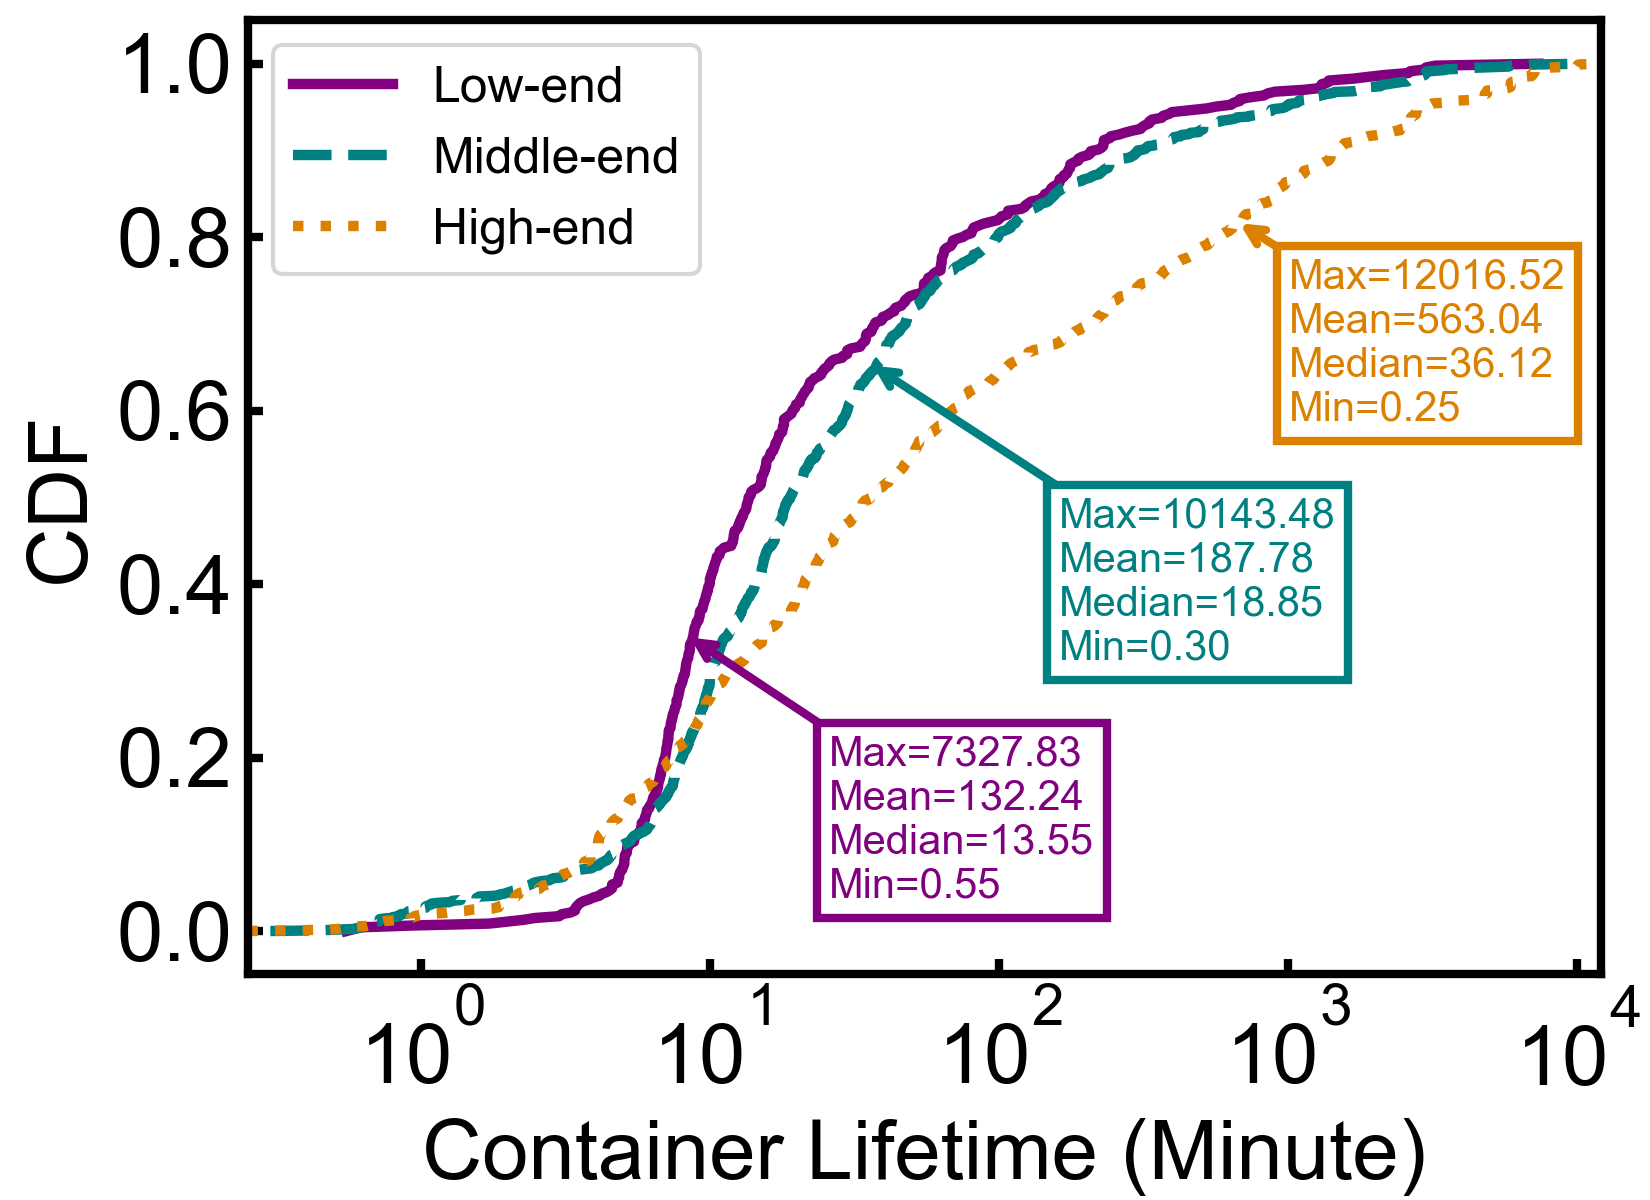 1.0
0.8
0.6
0.4
0.2
0.0
CDF
Low-end
Middle-end
High-end
Max=12016.52
Mean=563.04
Median=36.12
Min=0.25
Max=10143.48
Mean=187.78
Median=18.85
Min=0.30
Max=7327.83
Mean=132.24
Median=13.55
Min=0.55
10^0 10^1 10^2 10^3 10^4
Container Lifetime (Minute)